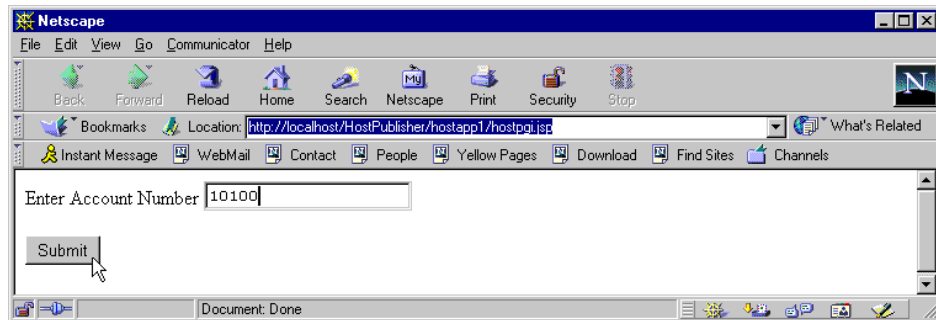 Netscape
File Edit View Go Communicator Help
My
N
Back Forward Reload Home Search Netscape Print Security Stop
Bookmarks Location: http://localhost/HostPublisher/hostapp1/hostpgi.jsp What's Related
Instant Message WebMail Contact People Yellow Pages Download Find Sites Channels
Enter Account Number 10100
Submit
Document: Done